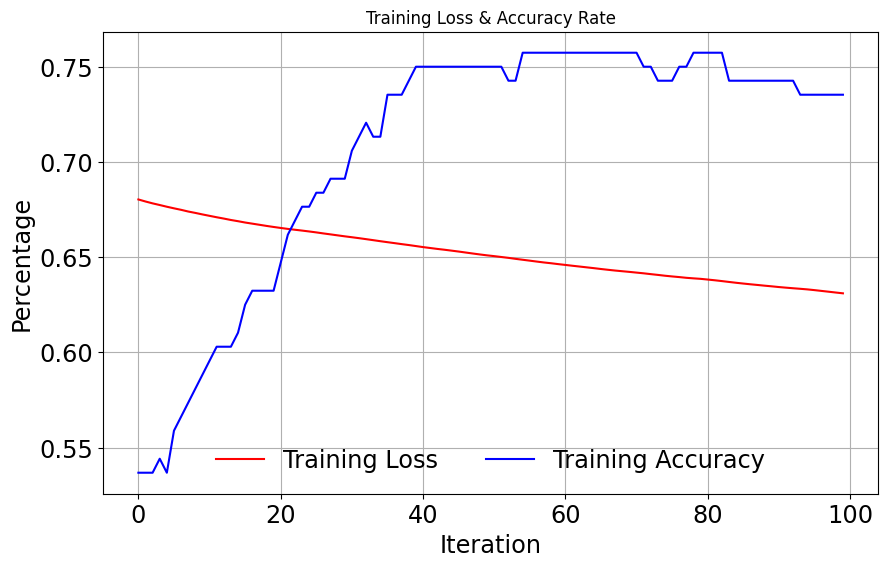 Training Loss & Accuracy Rate
Percentage
0.75
0.70
0.65
0.60
0.55
Training Loss Training Accuracy
0 20 40 60 80 100
Iteration